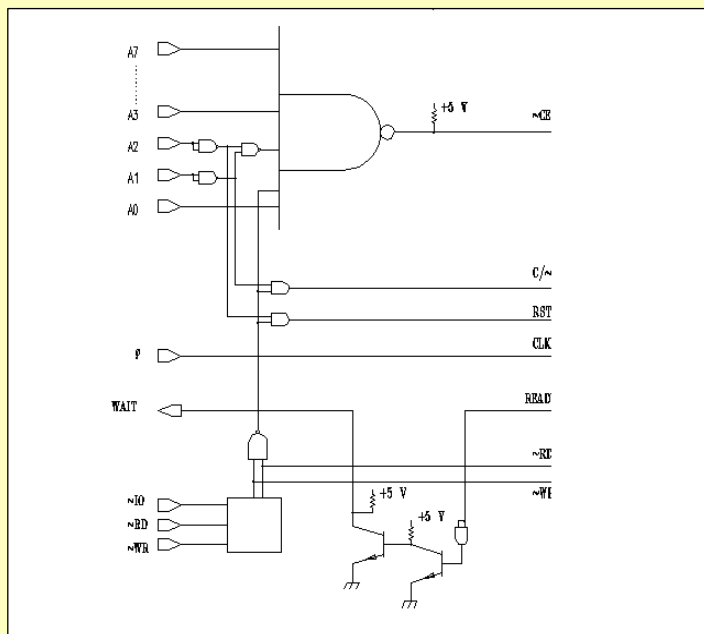 A7
A3
+5 V
~CE
A2
A1
A0
C/~
RST
CLK
WAIT
READ
~RD
+5 V
~WR
~IO
+5 V
~RD
~WR